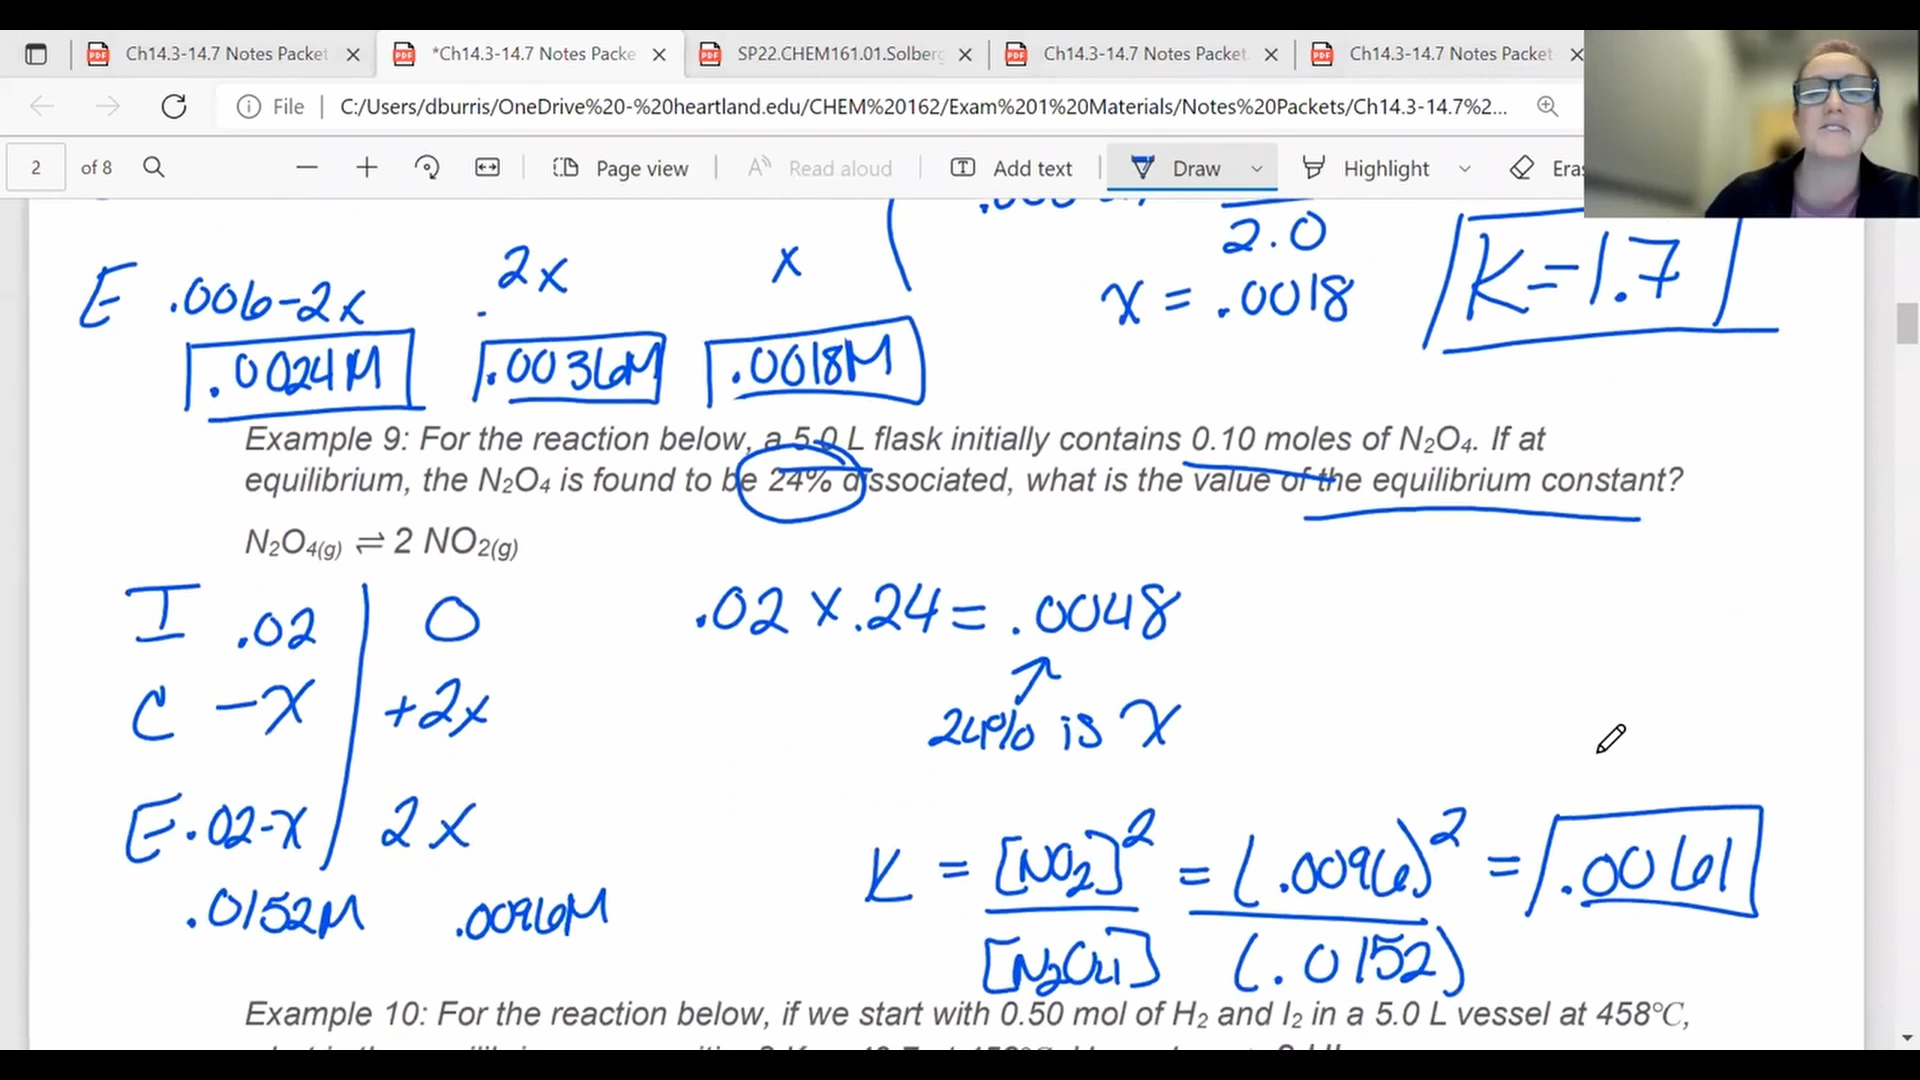 Ch14.3-14.7 Notes Packet
*Ch14.3-14.7 Notes Packe
SP22.CHEM161.01.Solberg
Ch14.3-14.7 Notes Packet
Ch14.3-14.7 Notes Packet
File
C:/Users/dburris/OneDrive%20-%20heartland.edu/CHEM%20162/Exam%201%20Materials/Notes%20Packets/Ch14.3-14.7%2...
2 of 8
Page view
Read aloud
Add text
Draw
Highlight
Eras
2.0
K=1.7
E .006-2x 2x x
x = .0018
.0024M .0036M .0018M
Example 9: For the reaction below, a 5.0 L flask initially contains 0.10 moles of N₂O₄. If at
equilibrium, the N₂O₄ is found to be 24% dissociated, what is the value of the equilibrium constant?
N₂O₄(g) ⇌ 2 NO₂(g)
I .02 0
.02 x .24 = .0048
C -x +2x
24% is x
E .02-x 2x
K = [NO₂]² = (.0096)² = .0061
.0152M .0096M
[N₂O₄] (.0152)
Example 10: For the reaction below, if we start with 0.50 mol of H₂ and I₂ in a 5.0 L vessel at 458°C,